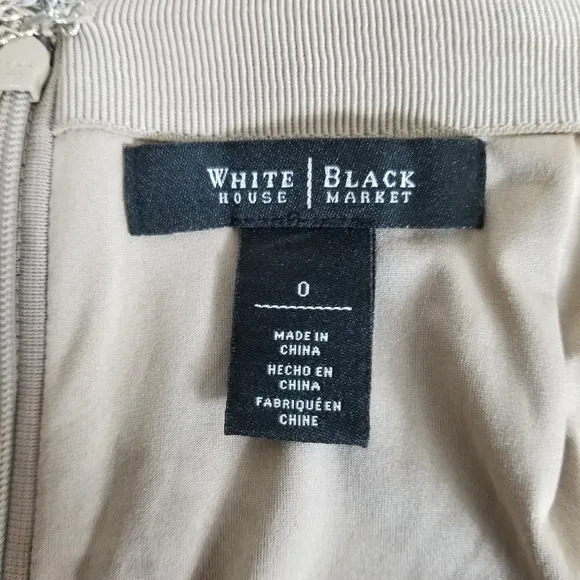 WHITE | BLACK
HOUSE | MARKET
0
MADE IN
CHINA
HECHO EN
CHINA
FABRIQUÉ EN
CHINE